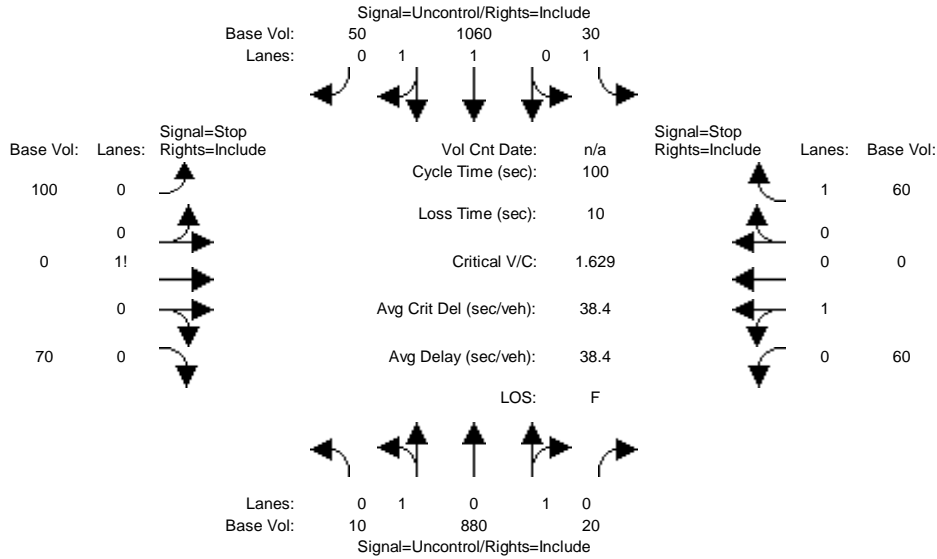 Signal=Uncontrol/Rights=Include
Base Vol: 50 1060 30
Lanes: 0 1 1 0 1
Signal=Stop
Base Vol: Lanes: Rights=Include
Vol Cnt Date: n/a
Signal=Stop
Rights=Include Lanes: Base Vol:
Cycle Time (sec): 100
100 0
1 60
Loss Time (sec): 10
0
0
0 1!
Critical V/C: 1.629
0 0
0
Avg Crit Del (sec/veh): 38.4
1
70 0
Avg Delay (sec/veh): 38.4
0 60
LOS: F
Lanes: 0 1 0 1 0
Base Vol: 10 880 20
Signal=Uncontrol/Rights=Include